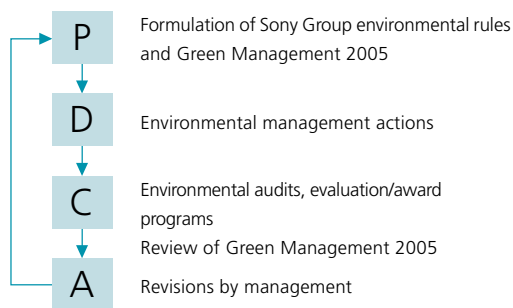 P
Formulation of Sony Group environmental rules
and Green Management 2005
D
Environmental management actions
C
Environmental audits, evaluation/award
programs
Review of Green Management 2005
A
Revisions by management